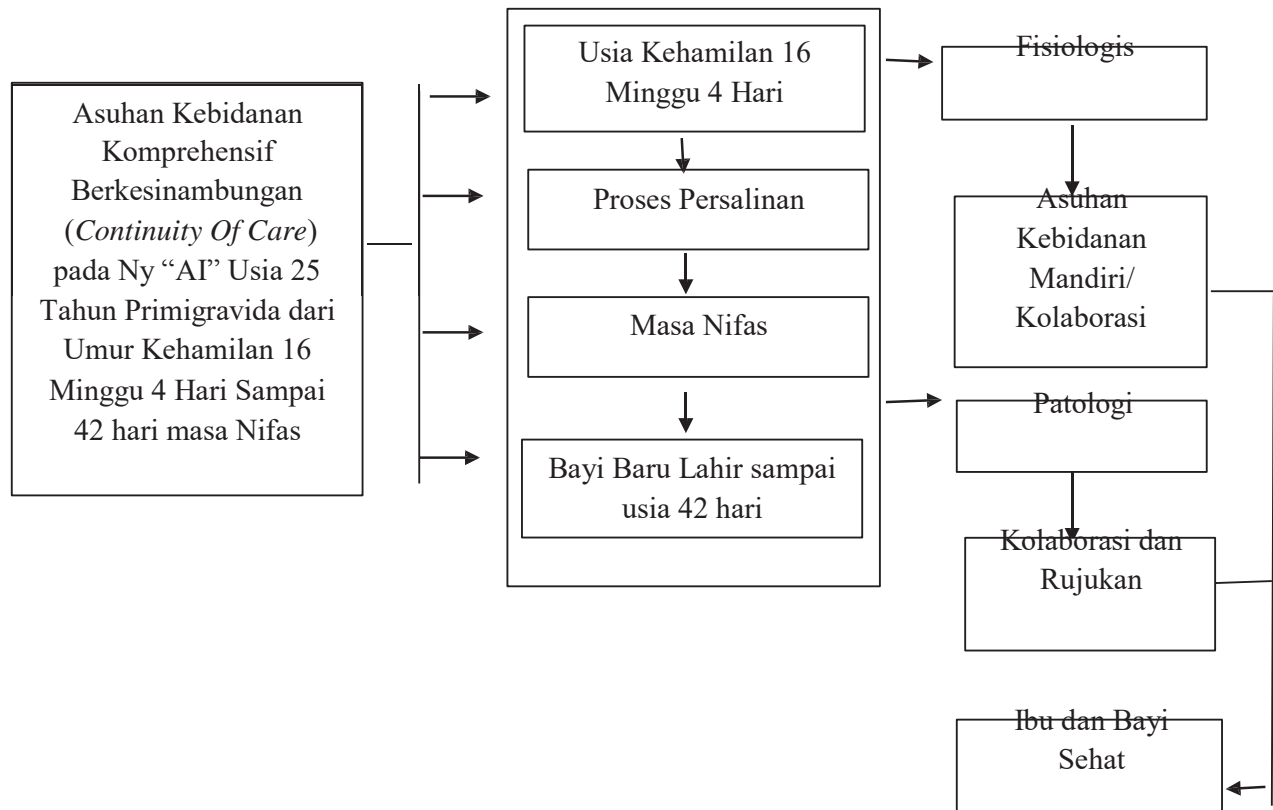 Asuhan Kebidanan
Komprehensif
Berkesinambungan
(Continuity Of Care)
pada Ny “AI” Usia 25
Tahun Primigravida dari
Umur Kehamilan 16
Minggu 4 Hari Sampai
42 hari masa Nifas
Usia Kehamilan 16
Minggu 4 Hari
Proses Persalinan
Masa Nifas
Bayi Baru Lahir sampai
usia 42 hari
Fisiologis
Asuhan
Kebidanan
Mandiri/
Kolaborasi
Patologi
Kolaborasi dan
Rujukan
Ibu dan Bayi
Sehat